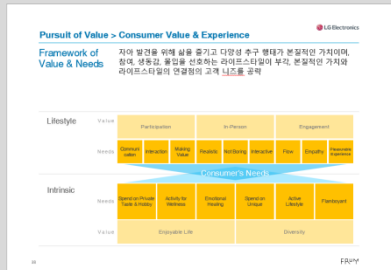 LG Electronics
Pursuit of Value > Consumer Value & Experience
Framework of
Value & Needs
자아 발견을 위해 삶을 즐기고 다양성 추구 행태가 본질적인 가치이며,
참여, 생동감, 몰입을 선호하는 라이프스타일이 부각, 본질적인 가치와
라이프스타일의 연결점의 고객 니즈를 공략
Lifestyle
Value
Participation
In Person
Engagement
Needs
Communi
cation
Interaction
Making
Value
Realistic
Not Boring
Interactive
Flow
Empathy
Passionate
Experience
Consumer's Needs
Intrinsic
Needs
Spend on Private
Taste & Hobby
Activity for
Wellness
Emotional
Healing
Spend on
Unique
Active
Lifestyle
Flamboyant
Value
Enjoyable Life
Diversity